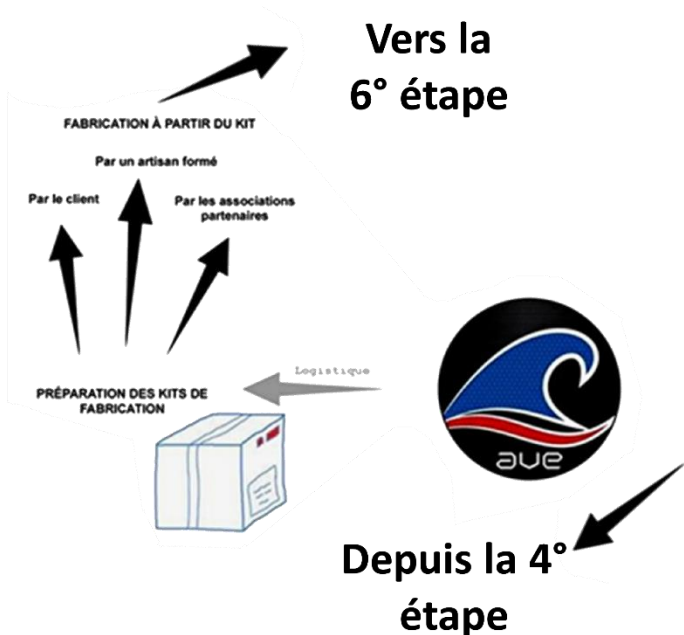 Vers la
6° étape
FABRICATION À PARTIR DU KIT
Par un artisan formé
Par le client
Par les associations
partenaires
Logistique
PRÉPARATION DES KITS DE
FABRICATION
ave
Depuis la 4°
étape